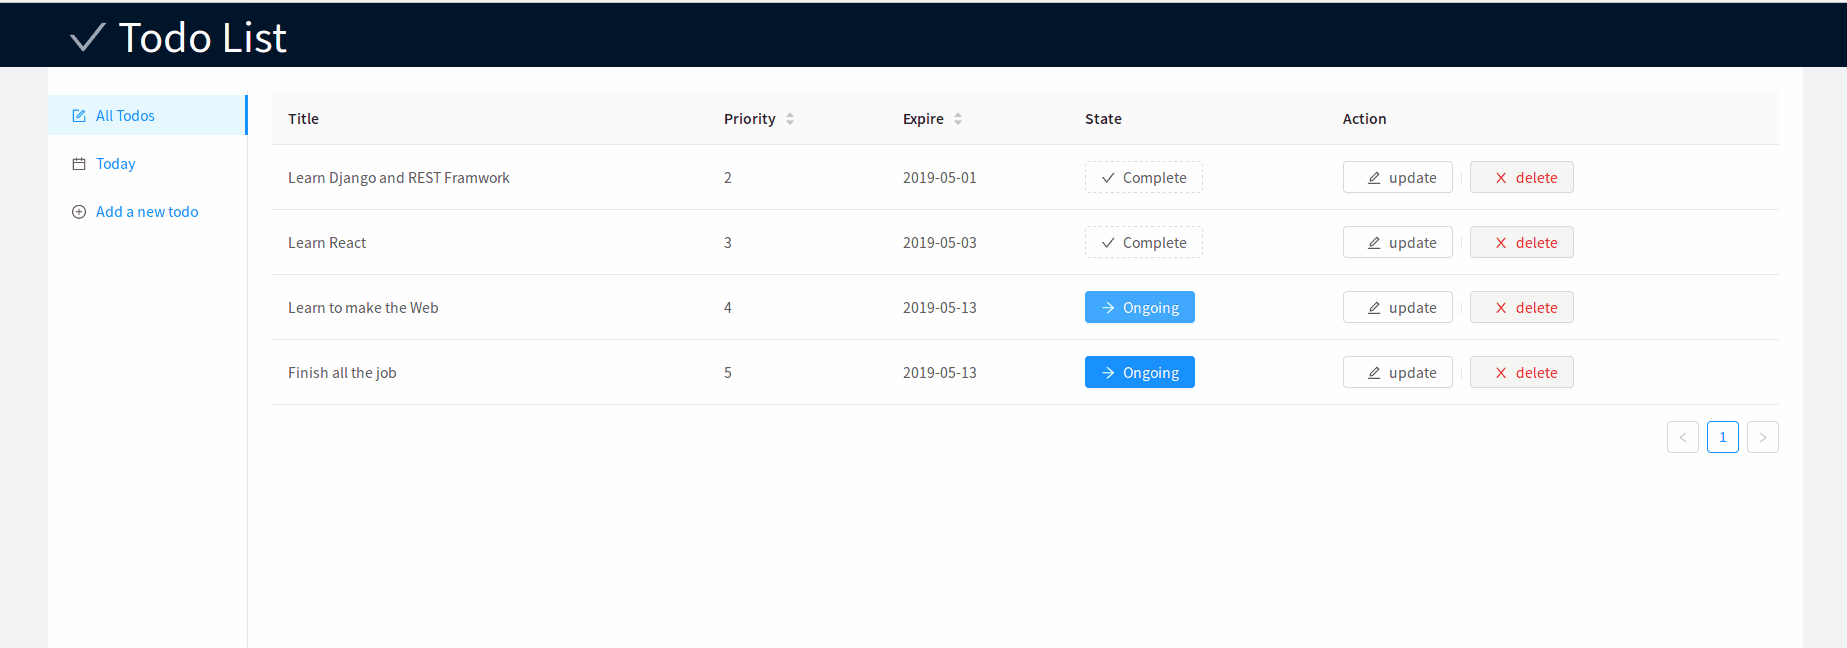 Todo List
All Todos
Today
Add a new todo
Title Priority Expire State Action
Learn Django and REST Framwork 2 2019-05-01 Complete update delete
Learn React 3 2019-05-03 Complete update delete
Learn to make the Web 4 2019-05-13 Ongoing update delete
Finish all the job 5 2019-05-13 Ongoing update delete
1